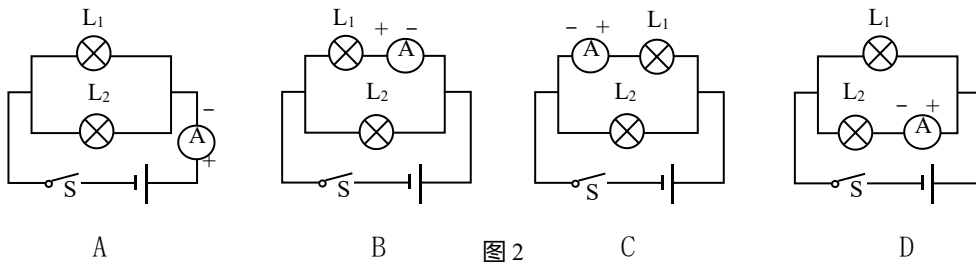 L1 L1 + − − + L1 L1
A A
L2 L2 L2 L2 − +
− A A
+
S S S S
A B 图2 C D